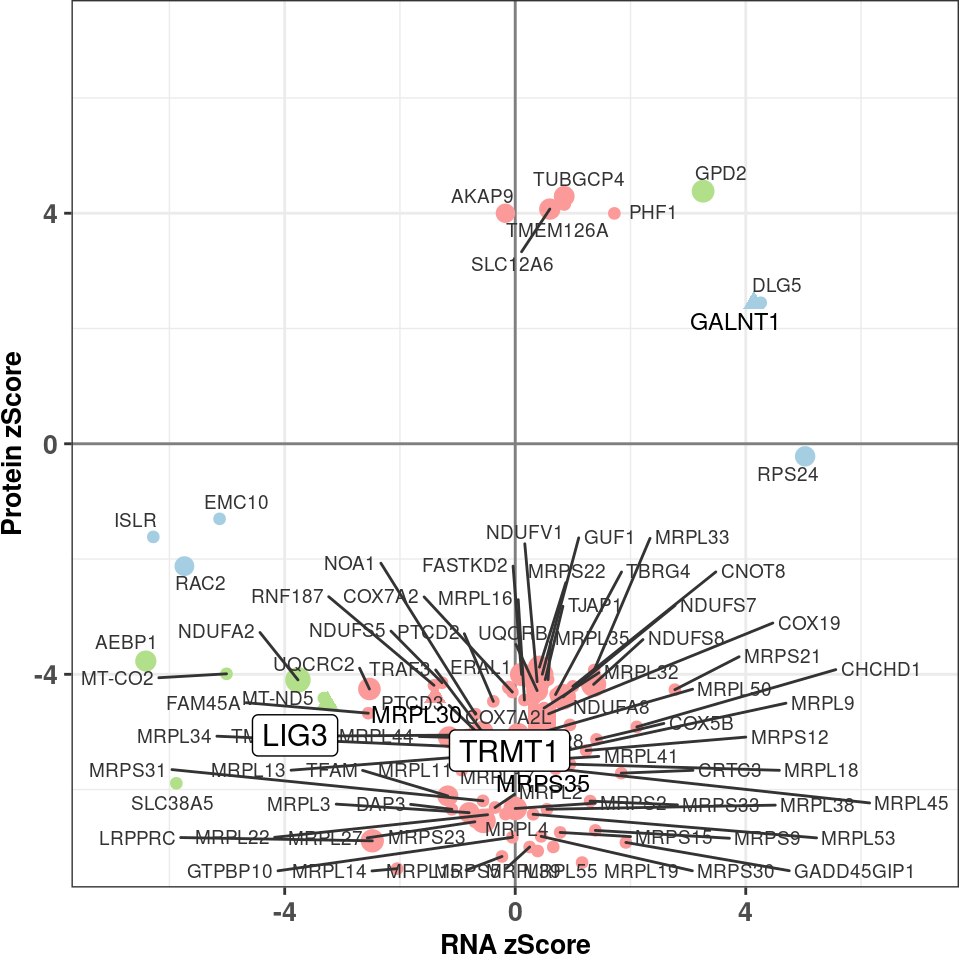 GPD2
TUBGCP4
AKAP9
PHF1
TMEM126A
SLC12A6
4
DLG5
GALNT1
0
RPS24
EMC10
ISLR
RAC2
NDUFV1
GUF1
MRPL33
NOA1
FASTKD2
MRPS22
TBRG4
CNOT8
RNF187
COX7A2
MRPL16
TJAP1
NDUFS7
NDUFA2
NDUFS5
PTCD2
UQCRB
MRPL35
NDUFS8
COX19
AEBP1
UQCRC2
TRAF3
ERAL1
MRPL32
MRPS21
MT-CO2
CHCHD1
-4
FAM45A
MT-ND5
PTCD3
MRPL30
COX7A2L
NDUFA8
MRPL50
MRPL9
MRPL34
LIG3
MRPL44
TRMT1
COX5B
MRPS12
MRPS31
MRPL13
TFAM
MRPL11
MRPS35
MRPL41
CRTC3
MRPL18
SLC38A5
MRPL3
DAP3
MRPL2
MRPS2
MRPS33
MRPL38
MRPL45
LRPPRC
MRPL22
MRPL27
MRPS23
MRPL4
MRPS15
MRPS9
MRPL53
GTPBP10
MRPL14
MRPL55
MRPL19
MRPS30
GADD45GIP1
-4
0
4
RNA zScore
Protein zScore